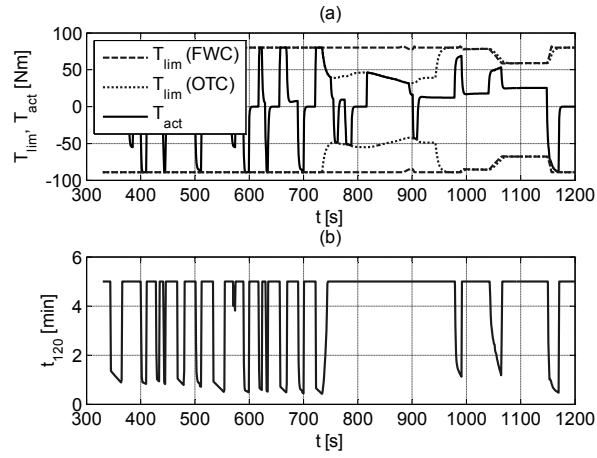 (a)
T_lim, T_act [Nm]
100
50
0
-50
-100
T_lim (FWC)
T_lim (OTC)
T_act
300 400 500 600 700 800 900 1000 1100 1200
t [s]
(b)
t_120 [min]
6
4
2
0
300 400 500 600 700 800 900 1000 1100 1200
t [s]